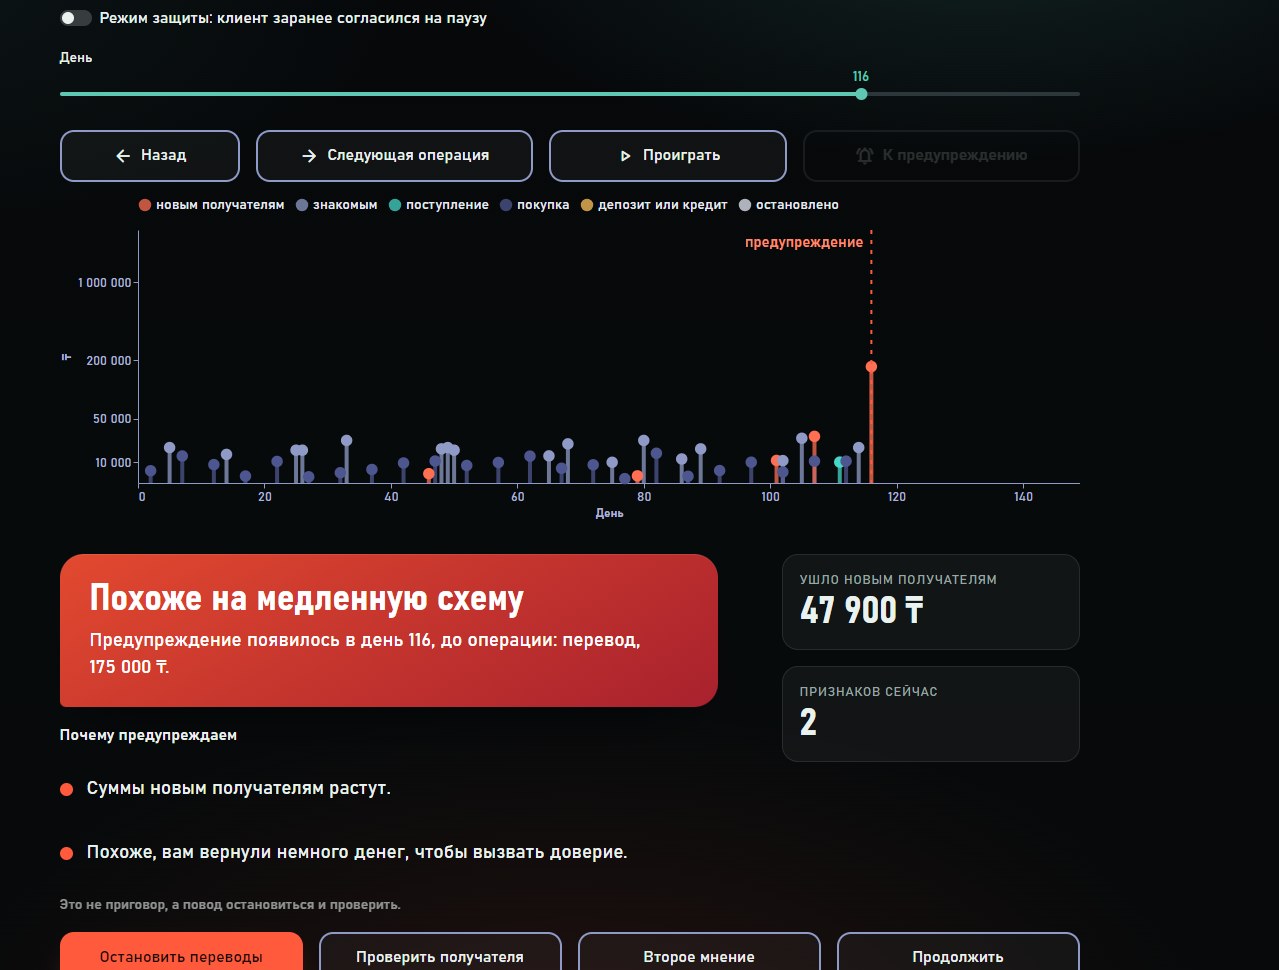 Режим защиты: клиент заранее согласился на паузу
День
116
Назад
Следующая операция
Проиграть
К предупреждению
новым получателям
знакомым
поступление
покупка
депозит или кредит
остановлено
предупреждение
1 000 000
200 000
50 000
10 000
₸
0
20
40
60
80
100
120
140
День
Похоже на медленную схему
Предупреждение появилось в день 116, до операции: перевод,
175 000 ₸.
УШЛО НОВЫМ ПОЛУЧАТЕЛЯМ
47 900 ₸
ПРИЗНАКОВ СЕЙЧАС
2
Почему предупреждаем
Суммы новым получателям растут.
Похоже, вам вернули немного денег, чтобы вызвать доверие.
Это не приговор, а повод остановиться и проверить.
Остановить переводы
Проверить получателя
Второе мнение
Продолжить